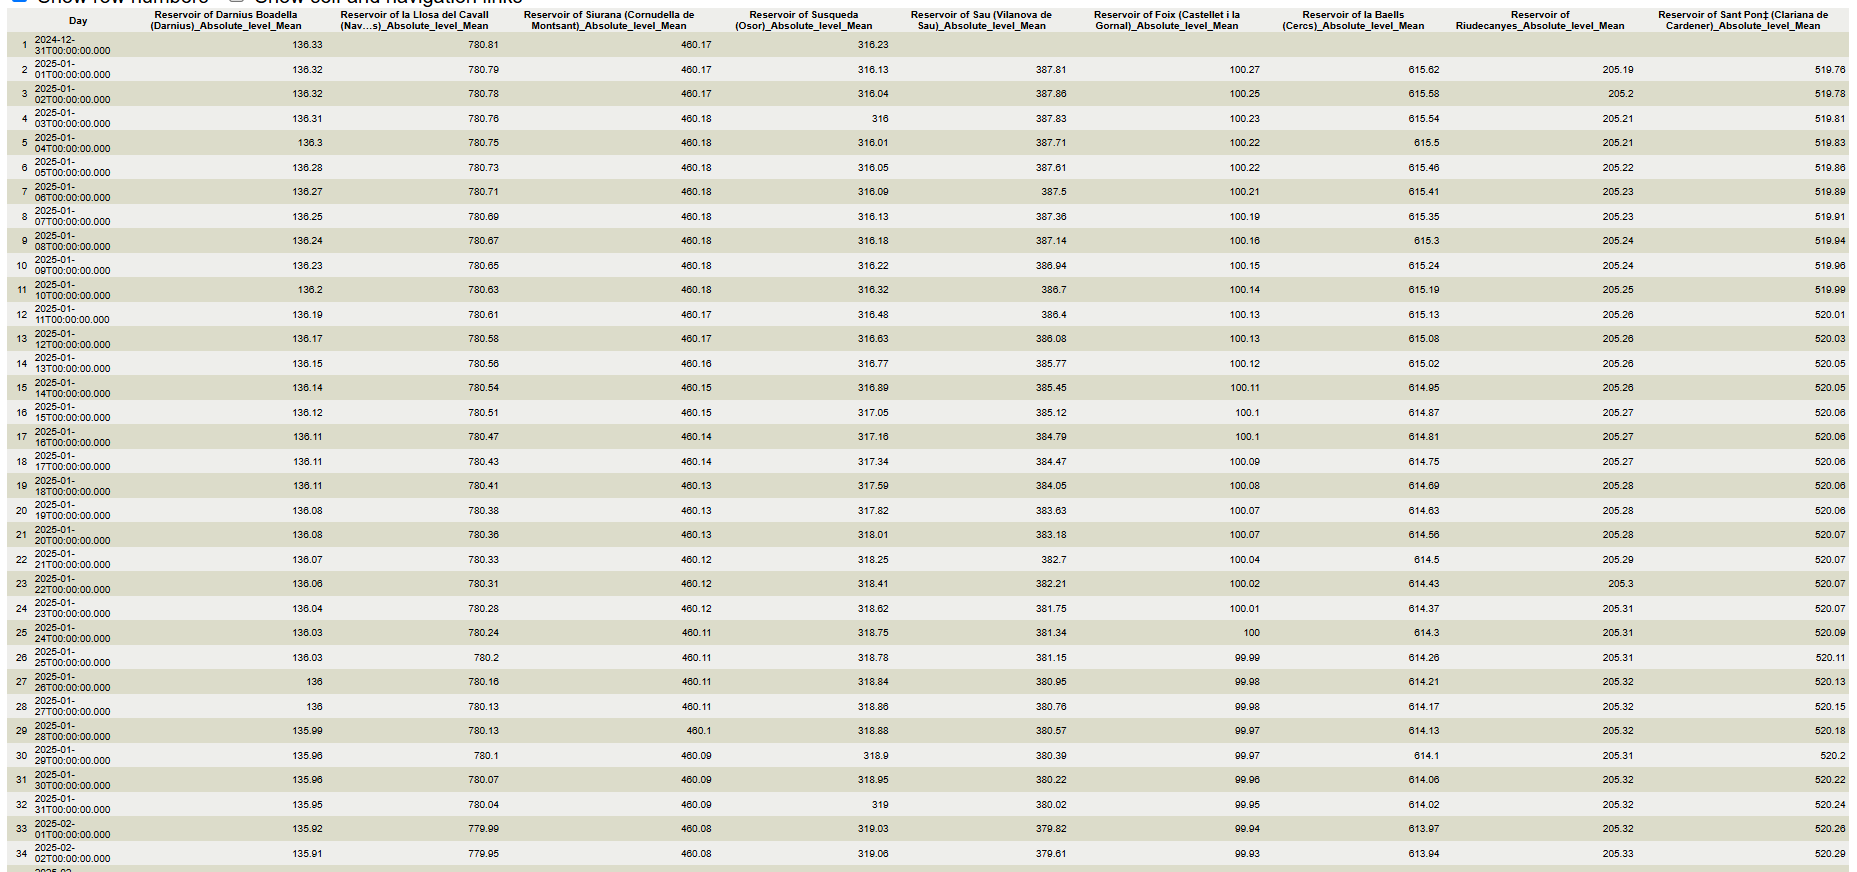 Show row numbers Show self and navigation links
Day Reservoir of Darnius Boadella (Darnius)_Absolute_level_Mean Reservoir of la Llosa del Cavall (Nav…s)_Absolute_level_Mean Reservoir of Siurana (Cornudella de Montsant)_Absolute_level_Mean Reservoir of Susqueda (Osor)_Absolute_level_Mean Reservoir of Sau (Vilanova de Sau)_Absolute_level_Mean Reservoir of Foix (Castellet i la Gornal)_Absolute_level_Mean Reservoir of la Baells (Cercs)_Absolute_level_Mean Reservoir of Riudecanyes_Absolute_level_Mean Reservoir of Sant Pon‡ (Clariana de Cardener)_Absolute_level_Mean
1 2024-12-31T00:00:00.000 136.33 780.81 460.17 316.23
2 2025-01-01T00:00:00.000 136.32 780.79 460.17 316.13 387.81 100.27 615.62 205.19 519.76
3 2025-01-02T00:00:00.000 136.32 780.78 460.17 316.04 387.86 100.25 615.58 205.2 519.78
4 2025-01-03T00:00:00.000 136.31 780.76 460.18 316 387.83 100.23 615.54 205.21 519.81
5 2025-01-04T00:00:00.000 136.3 780.75 460.18 316.01 387.71 100.22 615.5 205.21 519.83
6 2025-01-05T00:00:00.000 136.28 780.73 460.18 316.05 387.61 100.22 615.46 205.22 519.86
7 2025-01-06T00:00:00.000 136.27 780.71 460.18 316.09 387.5 100.21 615.41 205.23 519.89
8 2025-01-07T00:00:00.000 136.25 780.69 460.18 316.13 387.36 100.19 615.35 205.23 519.91
9 2025-01-08T00:00:00.000 136.24 780.67 460.18 316.18 387.14 100.16 615.3 205.24 519.94
10 2025-01-09T00:00:00.000 136.23 780.65 460.18 316.22 386.94 100.15 615.24 205.24 519.96
11 2025-01-10T00:00:00.000 136.2 780.63 460.18 316.32 386.7 100.14 615.19 205.25 519.99
12 2025-01-11T00:00:00.000 136.19 780.61 460.17 316.48 386.4 100.13 615.13 205.26 520.01
13 2025-01-12T00:00:00.000 136.17 780.58 460.17 316.63 386.08 100.13 615.08 205.26 520.03
14 2025-01-13T00:00:00.000 136.15 780.56 460.16 316.77 385.77 100.12 615.02 205.26 520.05
15 2025-01-14T00:00:00.000 136.14 780.54 460.15 316.89 385.45 100.11 614.95 205.26 520.05
16 2025-01-15T00:00:00.000 136.12 780.51 460.15 317.05 385.12 100.1 614.87 205.27 520.06
17 2025-01-16T00:00:00.000 136.11 780.47 460.14 317.16 384.79 100.1 614.81 205.27 520.06
18 2025-01-17T00:00:00.000 136.11 780.43 460.14 317.34 384.47 100.09 614.75 205.27 520.06
19 2025-01-18T00:00:00.000 136.11 780.41 460.13 317.59 384.05 100.08 614.69 205.28 520.06
20 2025-01-19T00:00:00.000 136.08 780.38 460.13 317.82 383.63 100.07 614.63 205.28 520.06
21 2025-01-20T00:00:00.000 136.08 780.36 460.13 318.01 383.18 100.07 614.56 205.28 520.07
22 2025-01-21T00:00:00.000 136.07 780.33 460.12 318.25 382.7 100.04 614.5 205.29 520.07
23 2025-01-22T00:00:00.000 136.06 780.31 460.12 318.41 382.21 100.02 614.43 205.3 520.07
24 2025-01-23T00:00:00.000 136.04 780.28 460.12 318.62 381.75 100.01 614.37 205.31 520.07
25 2025-01-24T00:00:00.000 136.03 780.24 460.11 318.75 381.34 100 614.3 205.31 520.09
26 2025-01-25T00:00:00.000 136.03 780.2 460.11 318.78 381.15 99.99 614.26 205.31 520.11
27 2025-01-26T00:00:00.000 136 780.16 460.11 318.84 380.95 99.98 614.21 205.32 520.13
28 2025-01-27T00:00:00.000 136 780.13 460.11 318.86 380.76 99.98 614.17 205.32 520.15
29 2025-01-28T00:00:00.000 135.99 780.13 460.1 318.88 380.57 99.97 614.13 205.32 520.18
30 2025-01-29T00:00:00.000 135.96 780.1 460.09 318.9 380.39 99.97 614.1 205.31 520.2
31 2025-01-30T00:00:00.000 135.96 780.07 460.09 318.95 380.22 99.96 614.06 205.32 520.22
32 2025-01-31T00:00:00.000 135.95 780.04 460.09 319 380.02 99.95 614.02 205.32 520.24
33 2025-02-01T00:00:00.000 135.92 779.99 460.08 319.03 379.82 99.94 613.97 205.32 520.26
34 2025-02-02T00:00:00.000 135.91 779.95 460.08 319.06 379.61 99.93 613.94 205.33 520.29